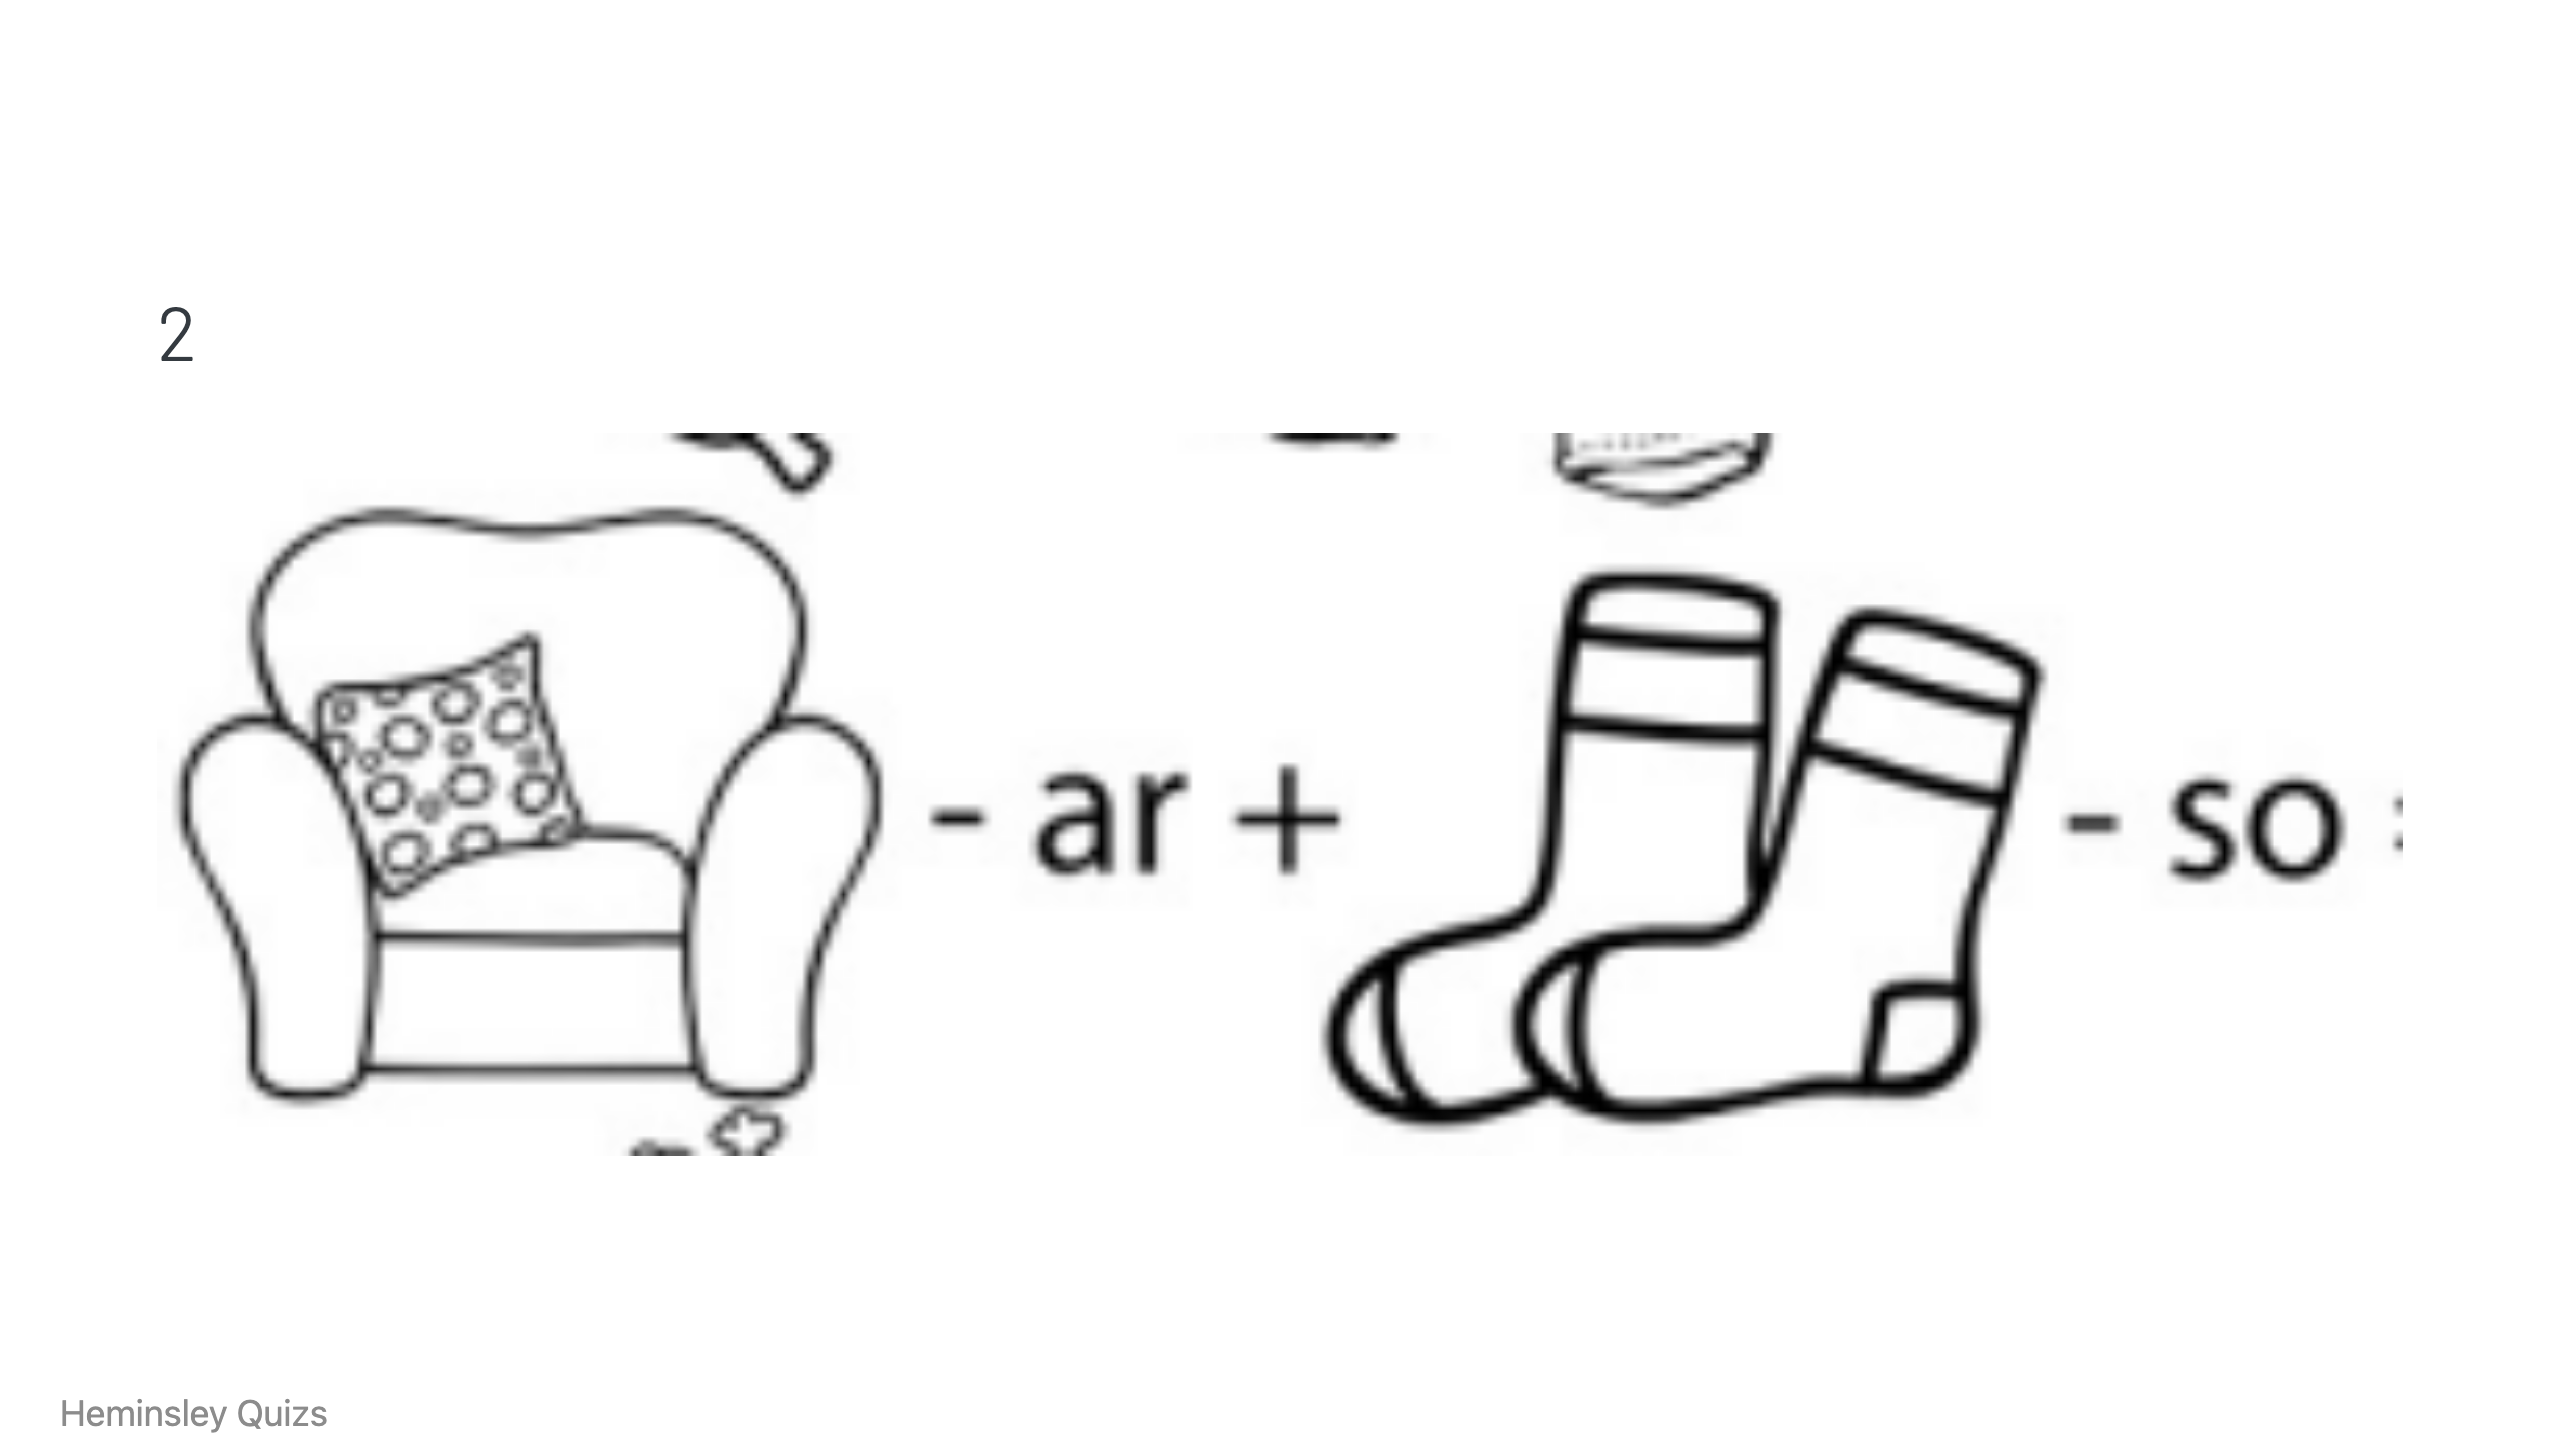 2
- ar + - so
Heminsley Quizs